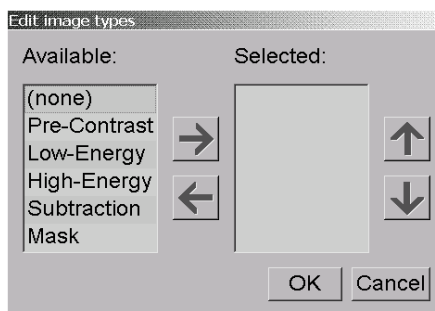 Edit image types
Available:
Selected:
(none)
Pre-Contrast
Low-Energy
High-Energy
Subtraction
Mask
OK
Cancel